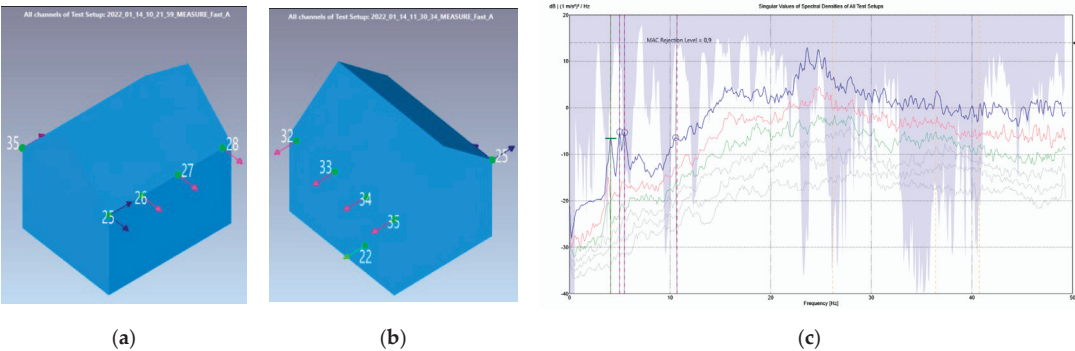 All channels of Test Setup: 2022_01_14_10_21_59_MEASURE_Fast_A
35
28
27
26
25
(a)
All channels of Test Setup: 2022_01_14_11_30_34_MEASURE_Fast_A
32
25
33
34
35
22
(b)
dB | (1 m/s²)² / Hz
Singular Values of Spectral Densities of All Test Setups
20
MAC Rejection Level = 0,9
10
0
-10
-20
-30
-40
0
10
20
30
40
50
Frequency [Hz]
(c)